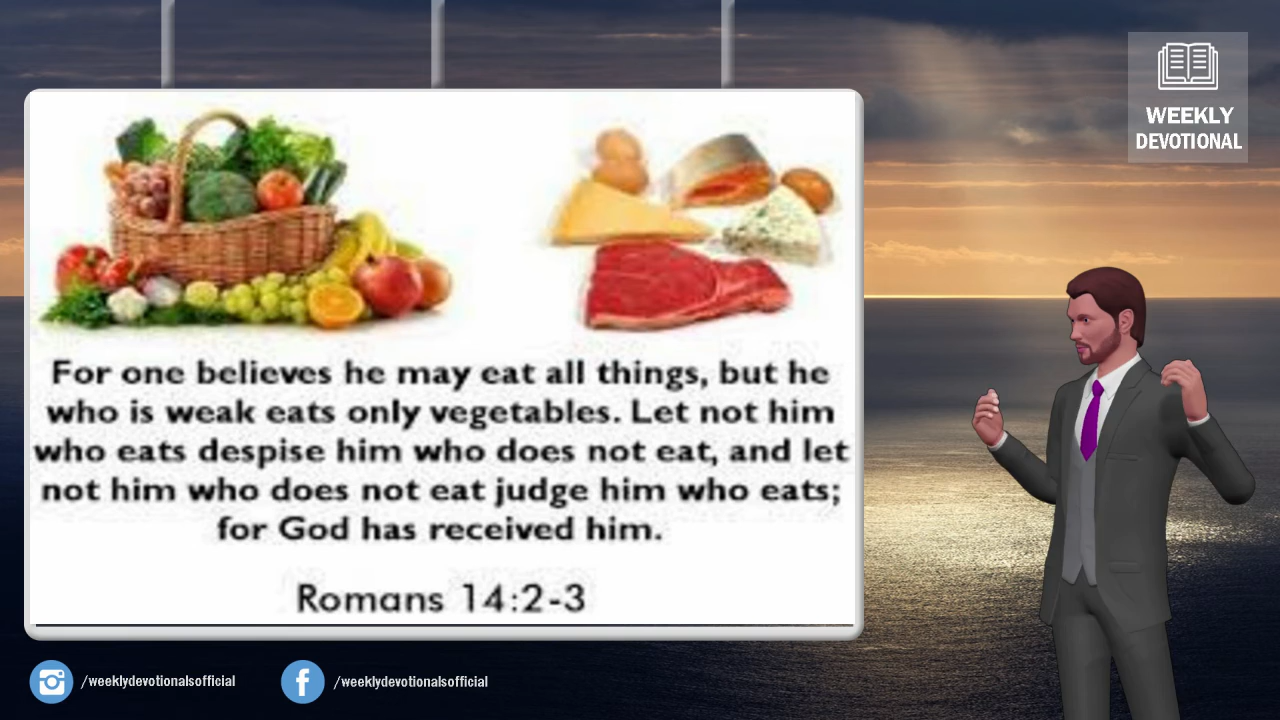 WEEKLY
DEVOTIONAL
For one believes he may eat all things, but he
who is weak eats only vegetables. Let not him
who eats despise him who does not eat, and let
not him who does not eat judge him who eats;
for God has received him.
Romans 14:2-3
/weeklydevotionalsofficial
/weeklydevotionalsofficial